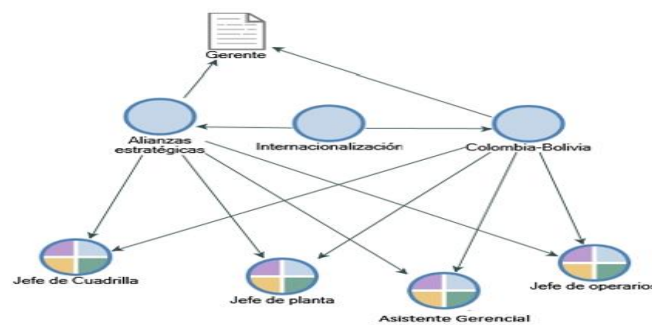 Gerente
Alianzas
estratégicas
Internacionalización
Colombia-Bolivia
Jefe de Cuadrilla
Jefe de planta
Asistente Gerencial
Jefe de operarios